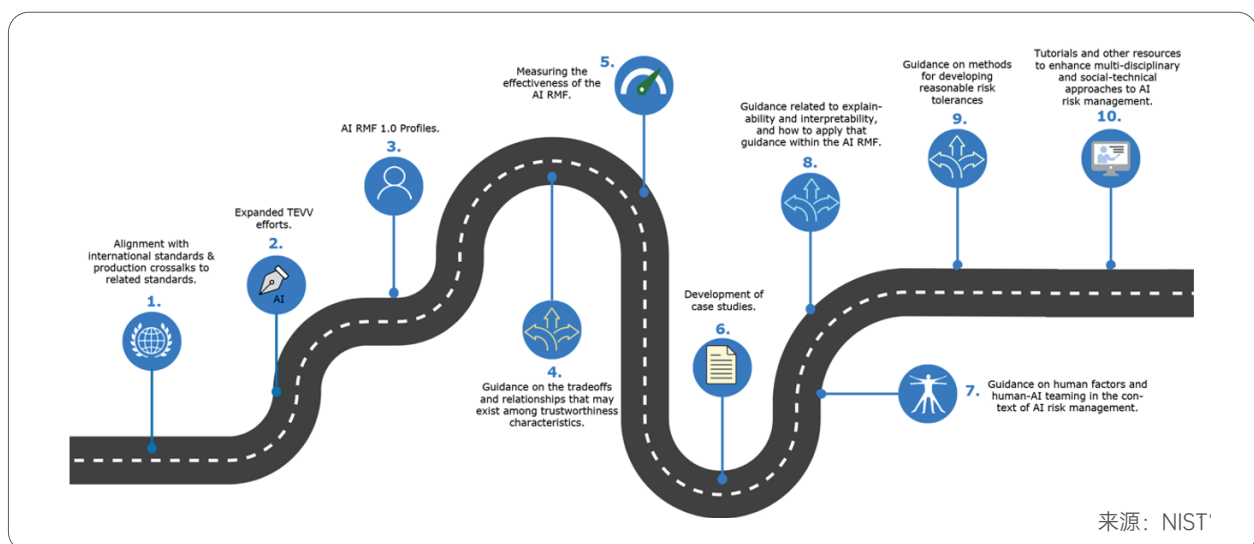 Alignment with
international standards &
production crossalks to
related standards.
1.
Expanded TEVV
efforts.
2.
AI
AI RMF 1.0 Profiles.
3.
4.
Guidance on the tradeoffs
and relationships that may
exist among trustworthiness
characteristics.
5.
Measuring the
effectiveness of the
AI RMF.
Development of
case studies.
6.
7.
Guidance on human factors and
human-AI teaming in the con-
text of AI risk management.
Guidance related to explain-
ability and interpretability,
and how to apply that
guidance within the AI RMF.
8.
Guidance on methods
for developing
reasonable risk
tolerances
9.
Tutorials and other resources
to enhance multi-disciplinary
and social-technical
approaches to AI
risk management.
10.
来源：NIST¹